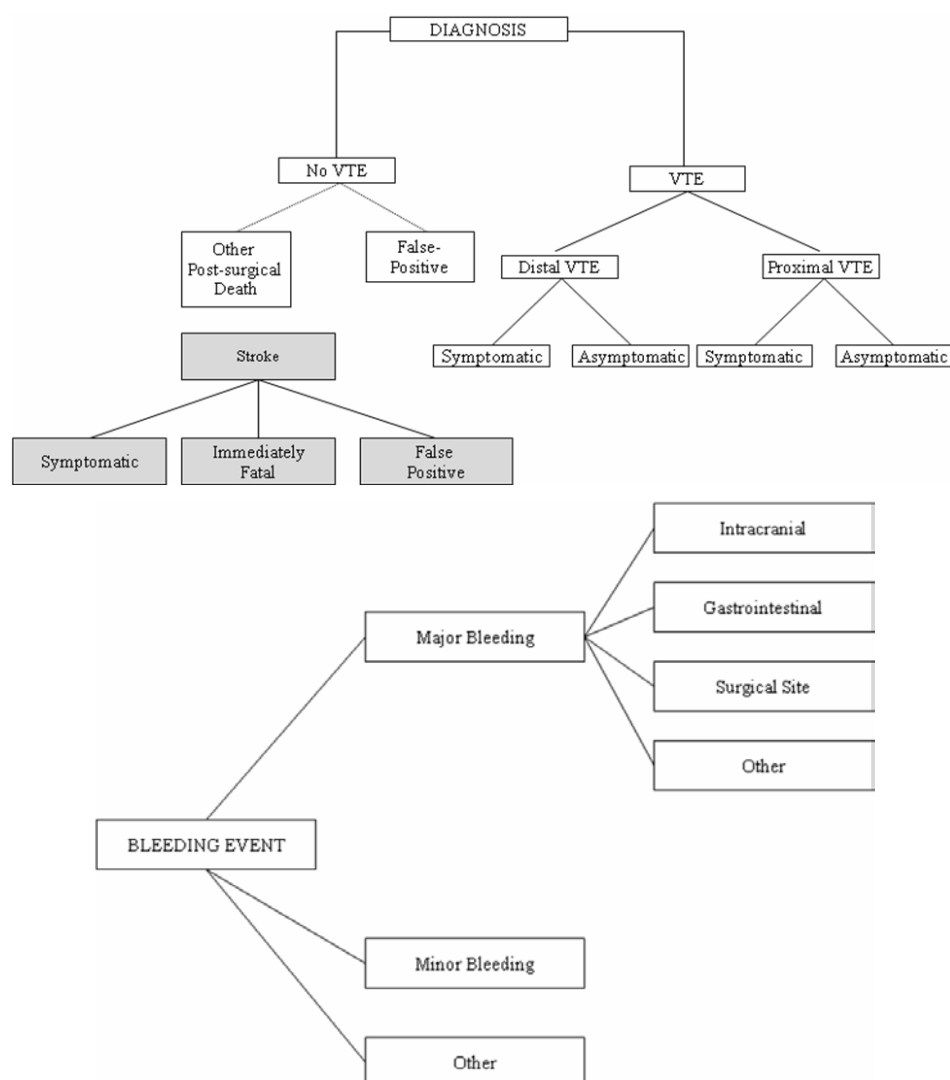 DIAGNOSIS
No VTE
VTE
Other
Post-surgical
Death
False-
Positive
Distal VTE
Proximal VTE
Symptomatic
Asymptomatic
Symptomatic
Asymptomatic
Stroke
Symptomatic
Immediately
Fatal
False
Positive
Intracranial
Gastrointestinal
Major Bleeding
Surgical Site
Other
BLEEDING EVENT
Minor Bleeding
Other